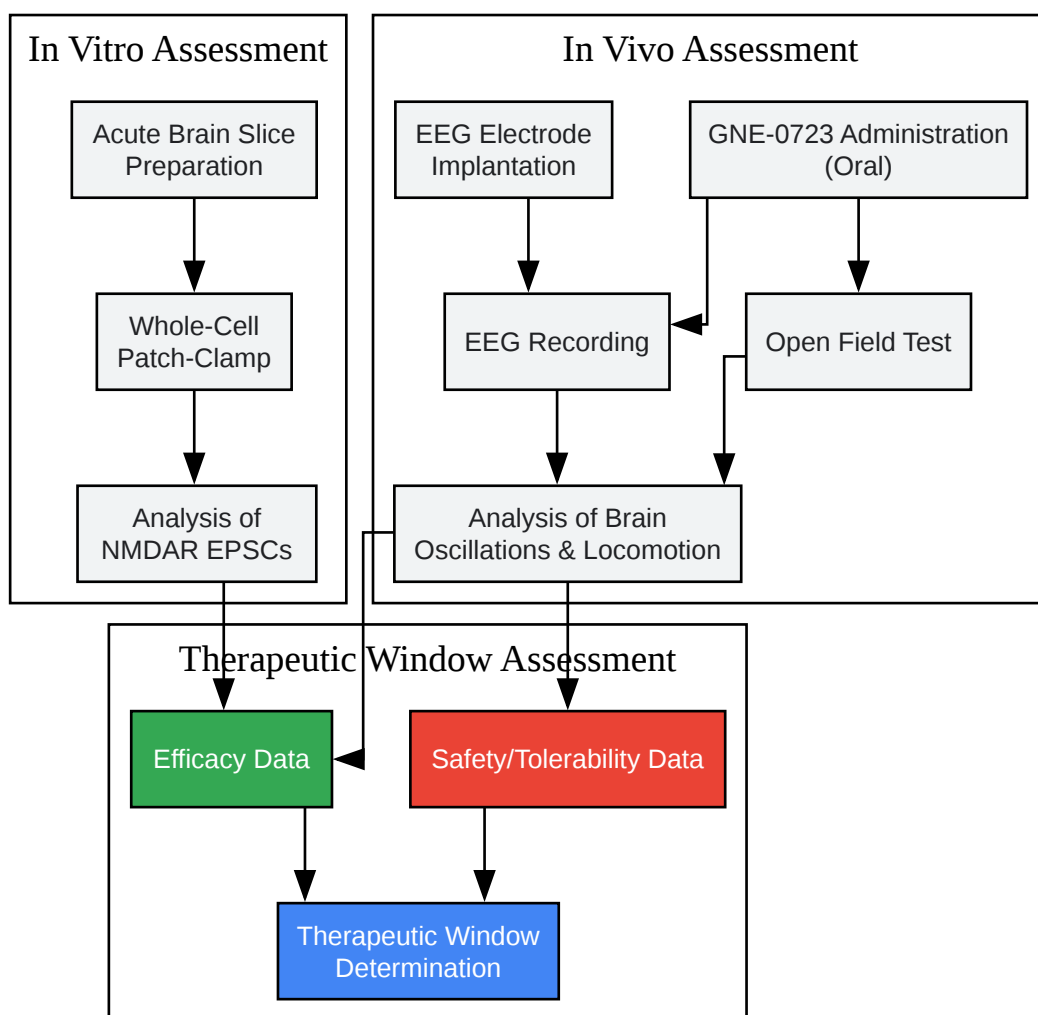 In Vitro Assessment
Acute Brain Slice
Preparation
Whole-Cell
Patch-Clamp
Analysis of
NMDAR EPSCs
In Vivo Assessment
EEG Electrode
Implantation
GNE-0723 Administration
(Oral)
EEG Recording
Open Field Test
Analysis of Brain
Oscillations & Locomotion
Therapeutic Window Assessment
Efficacy Data
Safety/Tolerability Data
Therapeutic Window
Determination